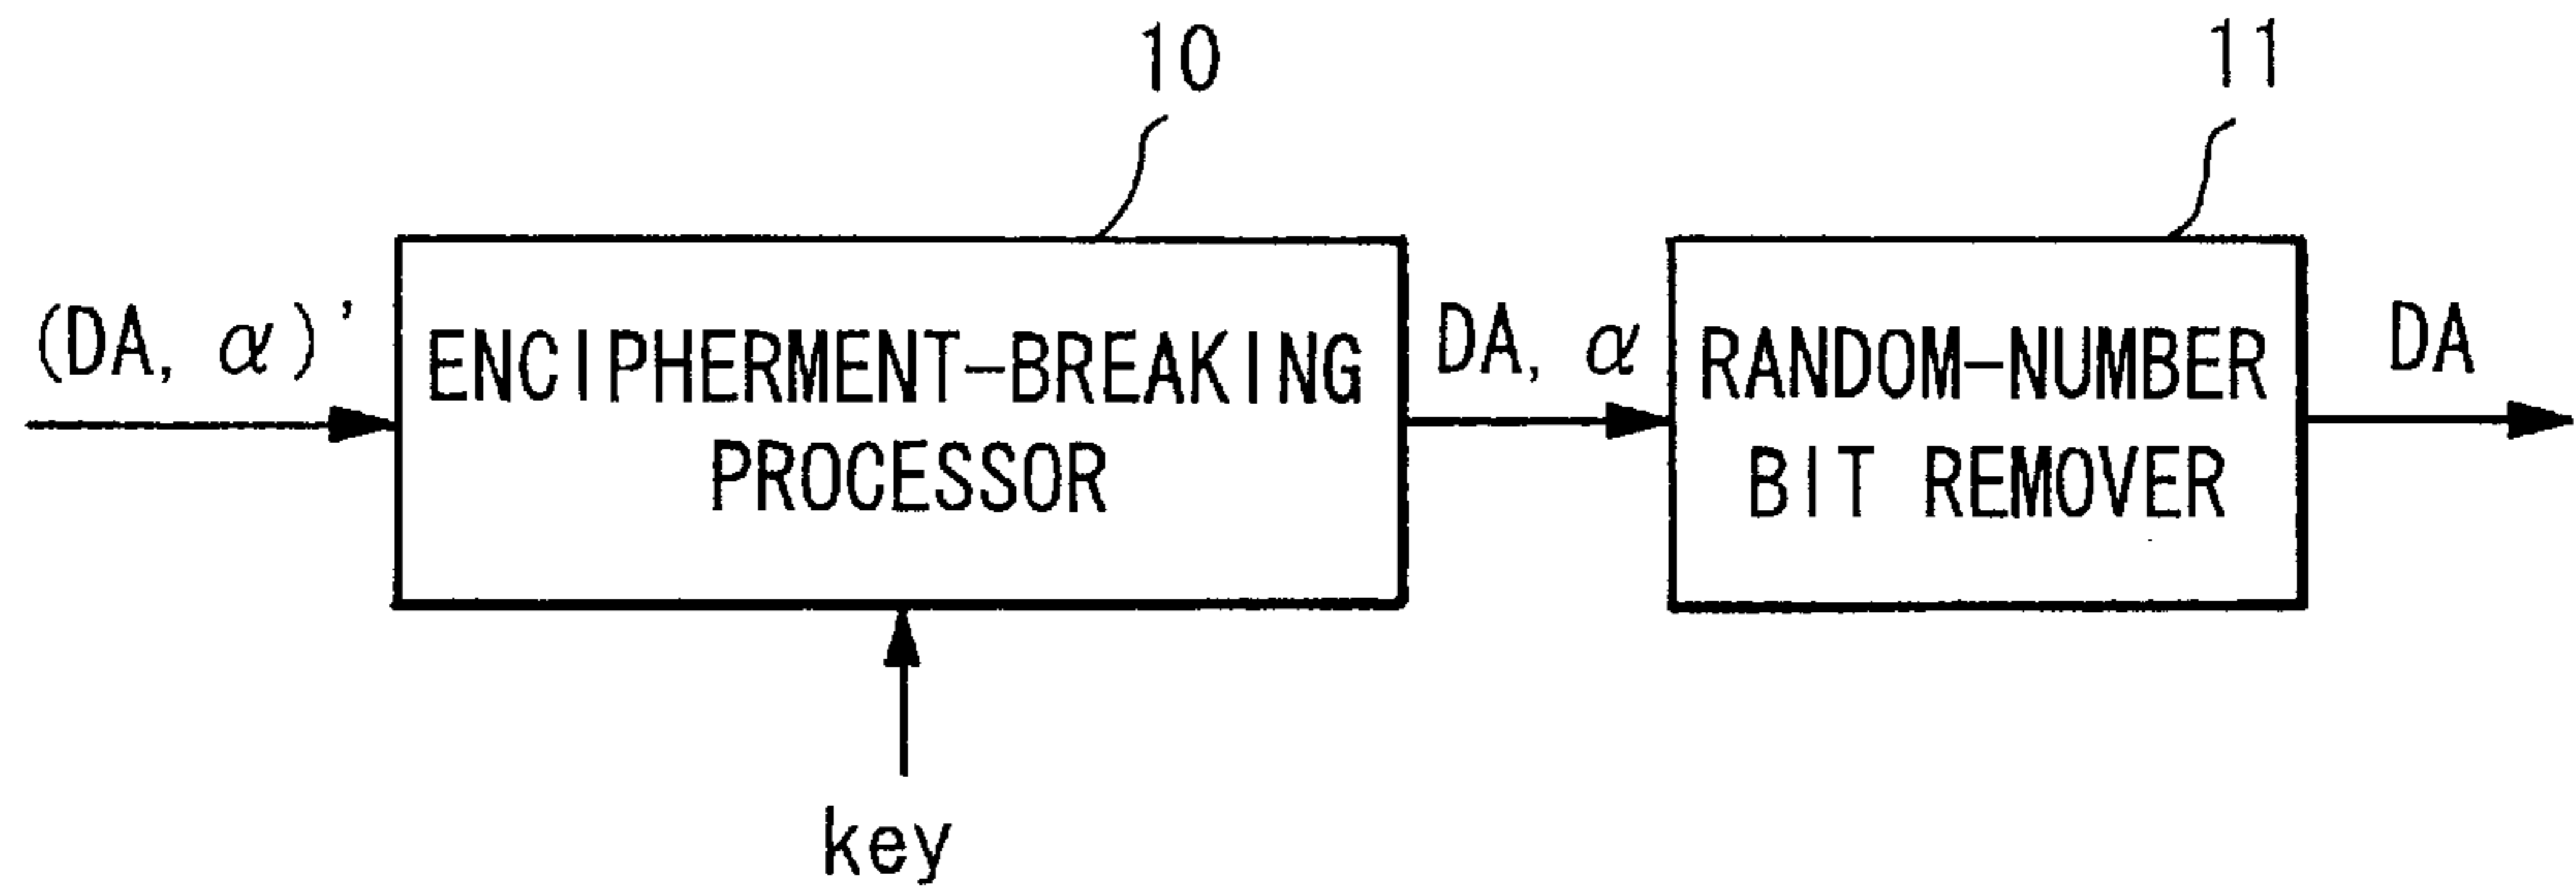 10
11
(DA, α)'
ENCIPHERMENT-BREAKING
PROCESSOR
DA, α
RANDOM-NUMBER
BIT REMOVER
DA
key